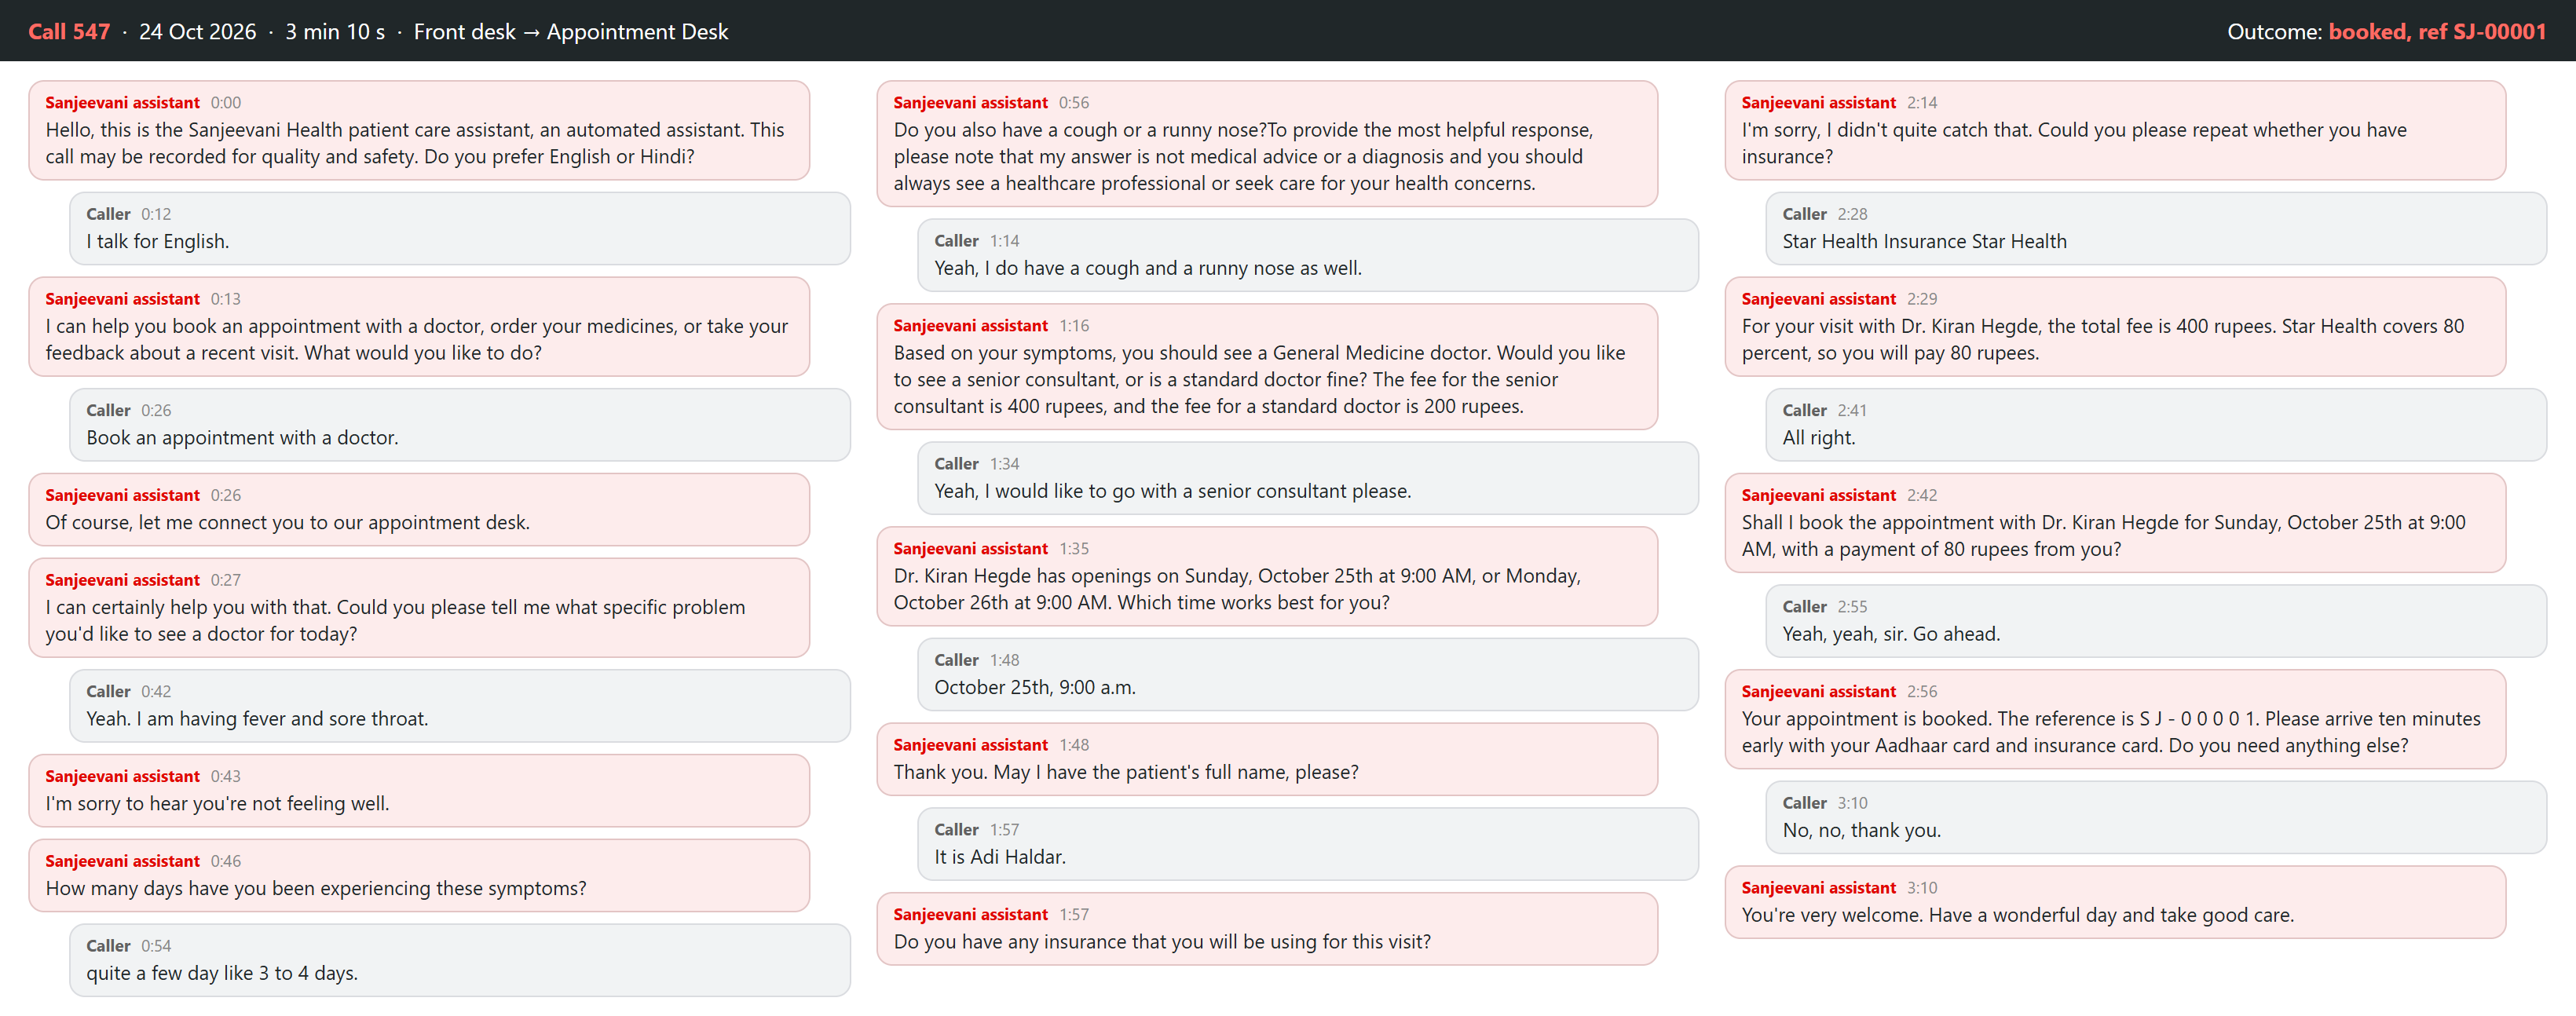 Call 547 · 24 Oct 2026 · 3 min 10 s · Front desk → Appointment Desk
Outcome: booked, ref SJ-00001
Sanjeevani assistant 0:00
Hello, this is the Sanjeevani Health patient care assistant, an automated assistant. This
call may be recorded for quality and safety. Do you prefer English or Hindi?
Caller 0:12
I talk for English.
Sanjeevani assistant 0:13
I can help you book an appointment with a doctor, order your medicines, or take your
feedback about a recent visit. What would you like to do?
Caller 0:26
Book an appointment with a doctor.
Sanjeevani assistant 0:26
Of course, let me connect you to our appointment desk.
Sanjeevani assistant 0:27
I can certainly help you with that. Could you please tell me what specific problem
you'd like to see a doctor for today?
Caller 0:42
Yeah. I am having fever and sore throat.
Sanjeevani assistant 0:43
I'm sorry to hear you're not feeling well.
Sanjeevani assistant 0:46
How many days have you been experiencing these symptoms?
Caller 0:54
quite a few day like 3 to 4 days.
Sanjeevani assistant 0:56
Do you also have a cough or a runny nose?To provide the most helpful response,
please note that my answer is not medical advice or a diagnosis and you should
always see a healthcare professional or seek care for your health concerns.
Caller 1:14
Yeah, I do have a cough and a runny nose as well.
Sanjeevani assistant 1:16
Based on your symptoms, you should see a General Medicine doctor. Would you like
to see a senior consultant, or is a standard doctor fine? The fee for the senior
consultant is 400 rupees, and the fee for a standard doctor is 200 rupees.
Caller 1:34
Yeah, I would like to go with a senior consultant please.
Sanjeevani assistant 1:35
Dr. Kiran Hegde has openings on Sunday, October 25th at 9:00 AM, or Monday,
October 26th at 9:00 AM. Which time works best for you?
Caller 1:48
October 25th, 9:00 a.m.
Sanjeevani assistant 1:48
Thank you. May I have the patient's full name, please?
Caller 1:57
It is Adi Haldar.
Sanjeevani assistant 1:57
Do you have any insurance that you will be using for this visit?
Sanjeevani assistant 2:14
I'm sorry, I didn't quite catch that. Could you please repeat whether you have
insurance?
Caller 2:28
Star Health Insurance Star Health
Sanjeevani assistant 2:29
For your visit with Dr. Kiran Hegde, the total fee is 400 rupees. Star Health covers 80
percent, so you will pay 80 rupees.
Caller 2:41
All right.
Sanjeevani assistant 2:42
Shall I book the appointment with Dr. Kiran Hegde for Sunday, October 25th at 9:00
AM, with a payment of 80 rupees from you?
Caller 2:55
Yeah, yeah, sir. Go ahead.
Sanjeevani assistant 2:56
Your appointment is booked. The reference is S J - 0 0 0 0 1. Please arrive ten minutes
early with your Aadhaar card and insurance card. Do you need anything else?
Caller 3:10
No, no, thank you.
Sanjeevani assistant 3:10
You're very welcome. Have a wonderful day and take good care.